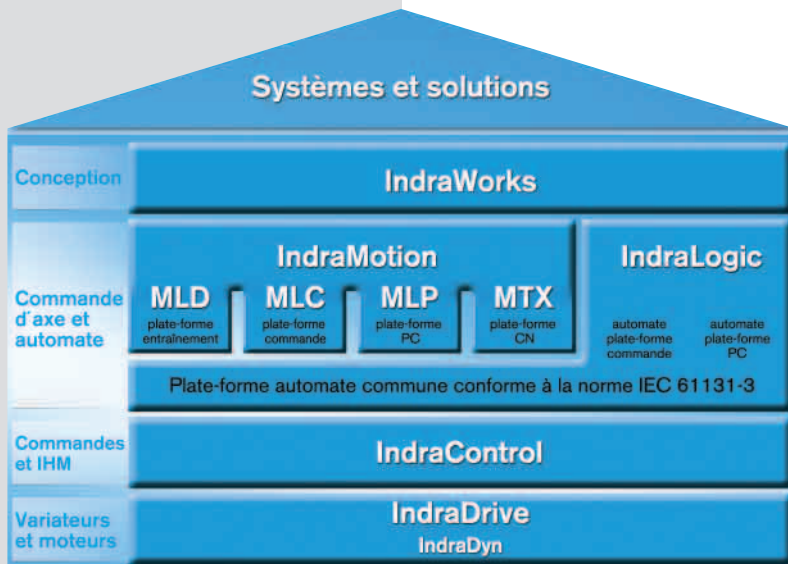 Systèmes et solutions
Conception
IndraWorks
Commande
d´axe et
automate
IndraMotion
MLD
plate-forme
entraînement
MLC
plate-forme
commande
MLP
plate-forme
PC
MTX
plate-forme
CN
IndraLogic
automate
plate-forme
commande
automate
plate-forme
PC
Plate-forme automate commune conforme à la norme IEC 61131-3
Commandes
et IHM
IndraControl
Variateurs
et moteurs
IndraDrive
IndraDyn